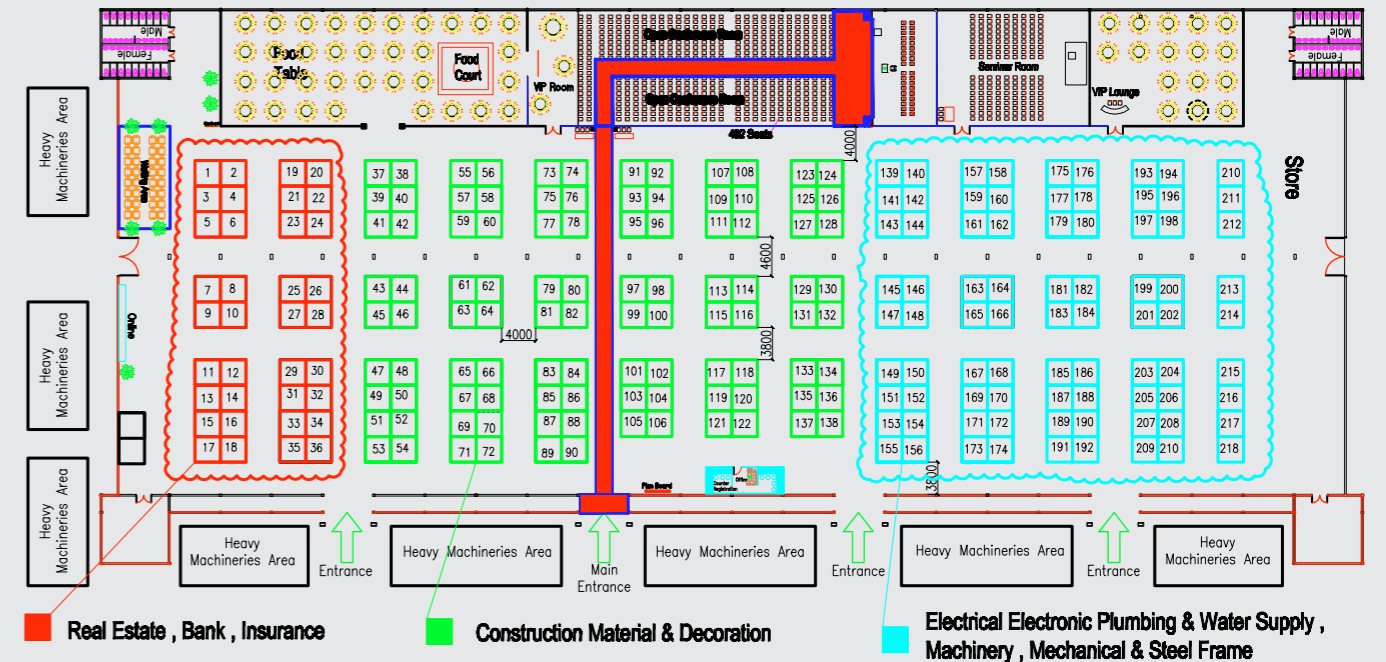 Male
Female
Food
Table
Food
Court
VIP Room
Open Conference Room
Open Conference Room
492 Seats
Seminar Room
VIP Lounge
Male
Female
Heavy
Machineries Area
Waiting Area
Store
4000
1 2 19 20 37 38 55 56 73 74 91 92 107 108 123 124 139 140 157 158 175 176 193 194 210
3 4 21 22 39 40 57 58 75 76 93 94 109 110 125 126 141 142 159 160 177 178 195 196 211
5 6 23 24 41 42 59 60 77 78 95 96 111 112 127 128 143 144 161 162 179 180 197 198 212
4600
7 8 25 26 43 44 61 62 79 80 97 98 113 114 129 130 145 146 163 164 181 182 199 200 213
9 10 27 28 45 46 63 64 81 82 99 100 115 116 131 132 147 148 165 166 183 184 201 202 214
Heavy
Machineries Area
Online
4000
3800
11 12 29 30 47 48 65 66 83 84 101 102 117 118 133 134 149 150 167 168 185 186 203 204 215
13 14 31 32 49 50 67 68 85 86 103 104 119 120 135 136 151 152 169 170 187 188 205 206 216
15 16 33 34 51 52 69 70 87 88 105 106 121 122 137 138 153 154 171 172 189 190 207 208 217
17 18 35 36 53 54 71 72 89 90 155 156 173 174 191 192 209 210 218
3800
Heavy
Machineries Area
Plan Board
Counter
Registration
Office
Heavy
Machineries Area
Entrance
Heavy Machineries Area
Main
Entrance
Heavy Machineries Area
Entrance
Heavy Machineries Area
Entrance
Heavy
Machineries Area
Real Estate , Bank , Insurance
Construction Material & Decoration
Electrical Electronic Plumbing & Water Supply ,
Machinery , Mechanical & Steel Frame